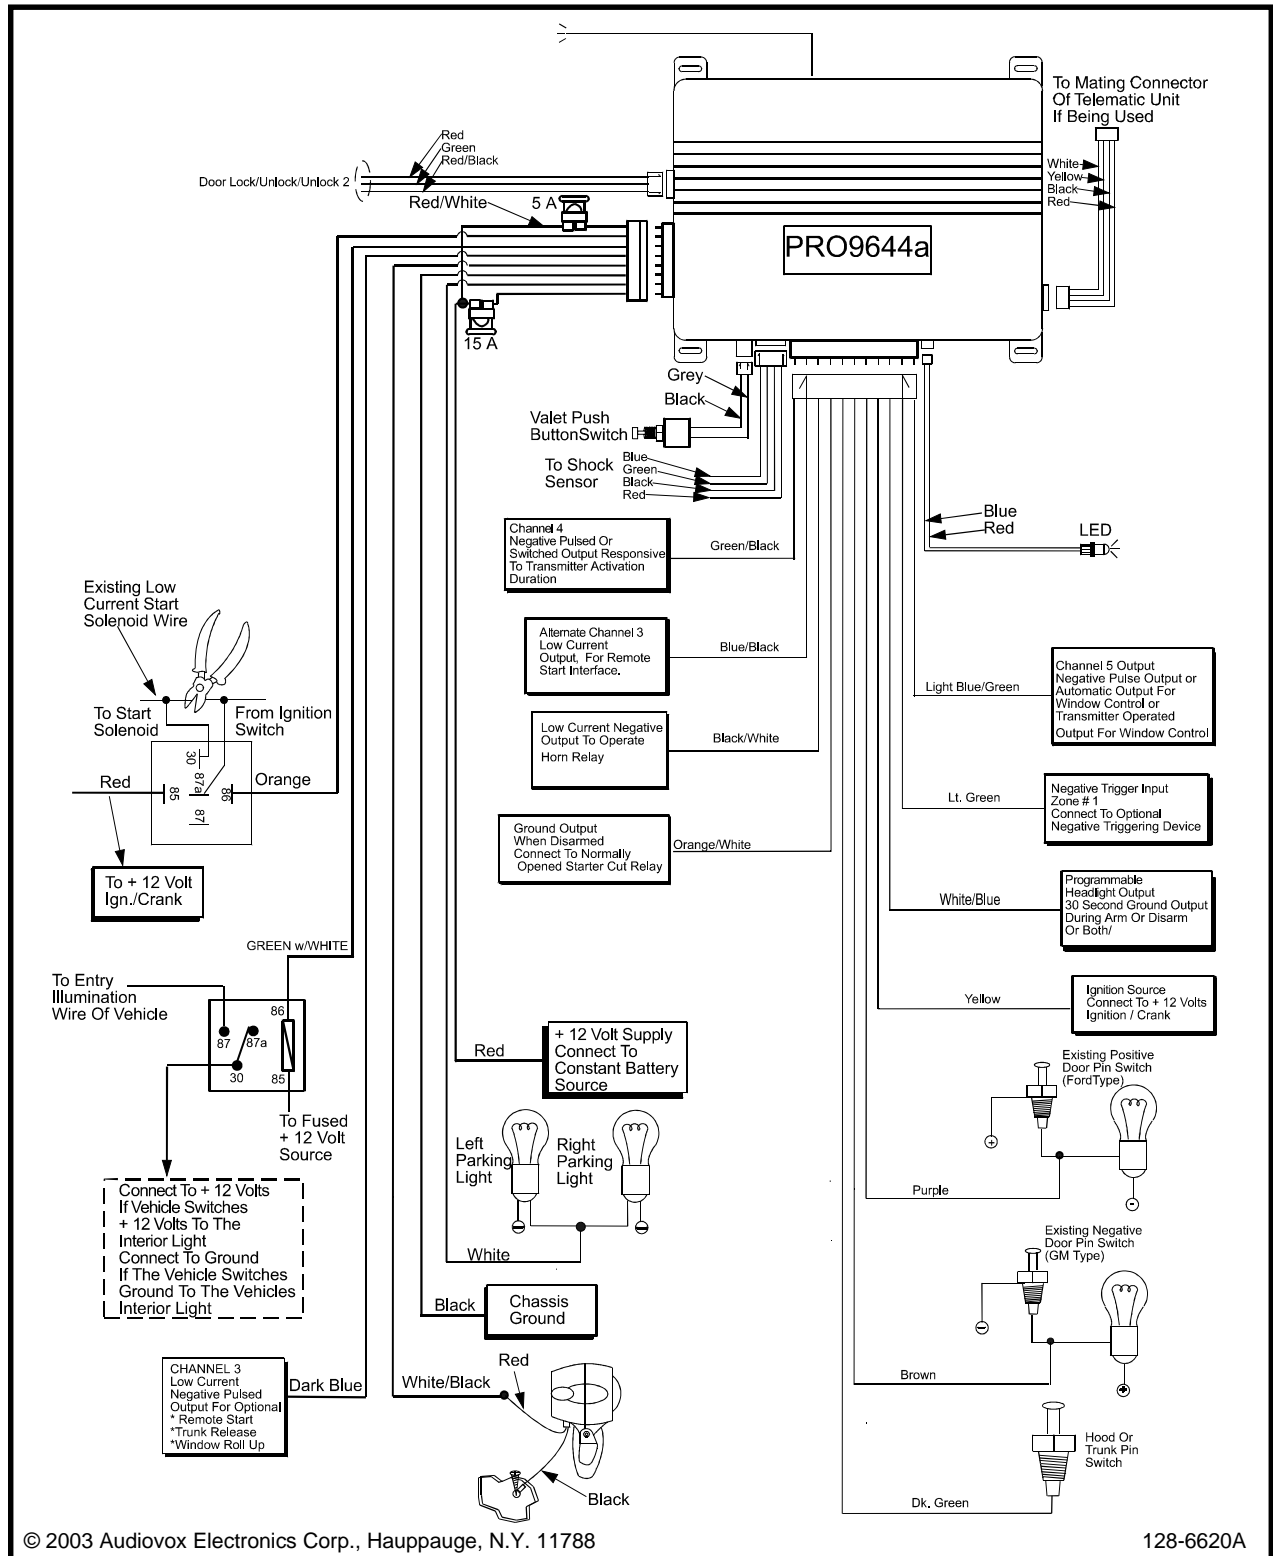 To Mating Connector
Of Telematic Unit
If Being Used
White
Yellow
Black
Red
Red
Green
Red/Black
Door Lock/Unlock/Unlock 2
Red/White
5 A
PRO9644a
15 A
Grey
Black
Valet Push
ButtonSwitch
To Shock
Sensor
Blue
Green
Black
Red
Blue
Red
LED
Channel 4
Negative Pulsed Or
Switched Output Responsive
To Transmitter Activation
Duration
Green/Black
Existing Low
Current Start
Solenoid Wire
To Start
Solenoid
From Ignition
Switch
Alternate Channel 3
Low Current
Output, For Remote
Start Interface.
Blue/Black
Light Blue/Green
Channel 5 Output
Negative Pulse Output or
Automatic Output For
Window Control or
Transmitter Operated
Output For Window Control
Low Current Negative
Output To Operate
Horn Relay
Black/White
30
87a
85
86
87
Red
Orange
Lt. Green
Negative Trigger Input
Zone # 1
Connect To Optional
Negative Triggering Device
Ground Output
When Disarmed
Connect To Normally
Opened Starter Cut Relay
Orange/White
To + 12 Volt
Ign./Crank
White/Blue
Programmable
Headlight Output
30 Second Ground Output
During Arm Or Disarm
Or Both/
GREEN w/WHITE
To Entry
Illumination
Wire Of Vehicle
86
87
87a
30
85
Yellow
Ignition Source
Connect To + 12 Volts
Ignition / Crank
Red
+ 12 Volt Supply
Connect To
Constant Battery
Source
Existing Positive
Door Pin Switch
(FordType)
To Fused
+ 12 Volt
Source
Left
Parking
Light
Right
Parking
Light
Purple
Connect To + 12 Volts
If Vehicle Switches
+ 12 Volts To The
Interior Light
Connect To Ground
If The Vehicle Switches
Ground To The Vehicles
Interior Light
White
Existing Negative
Door Pin Switch
(GM Type)
Black
Chassis
Ground
CHANNEL 3
Low Current
Negative Pulsed
Output For Optional
* Remote Start
*Trunk Release
*Window Roll Up
Dark Blue
White/Black
Red
Brown
Hood Or
Trunk Pin
Switch
Black
Dk. Green
© 2003 Audiovox Electronics Corp., Hauppauge, N.Y. 11788
128-6620A